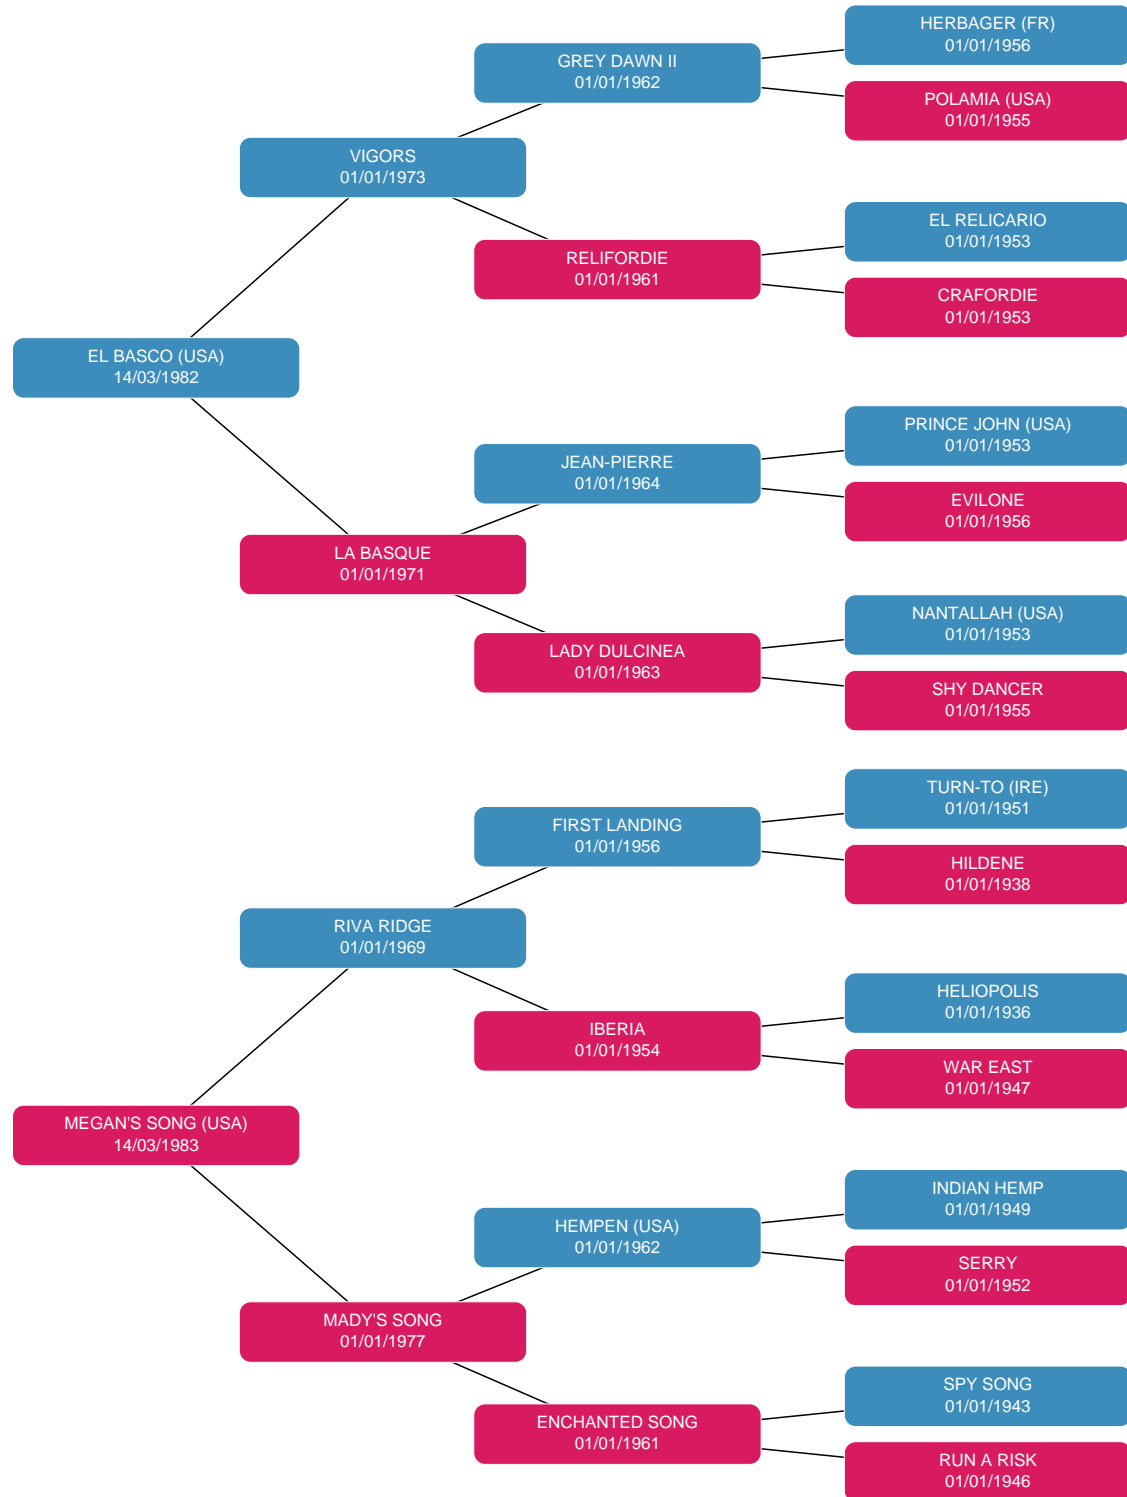 HERBAGER (FR)
01/01/1956
GREY DAWN II
01/01/1962
POLAMIA (USA)
01/01/1955
VIGORS
01/01/1973
EL RELICARIO
01/01/1953
RELIFORDIE
01/01/1961
CRAFORDIE
01/01/1953
EL BASCO (USA)
14/03/1982
PRINCE JOHN (USA)
01/01/1953
JEAN-PIERRE
01/01/1964
EVILONE
01/01/1956
LA BASQUE
01/01/1971
NANTALLAH (USA)
01/01/1953
LADY DULCINEA
01/01/1963
SHY DANCER
01/01/1955
TURN-TO (IRE)
01/01/1951
FIRST LANDING
01/01/1956
HILDENE
01/01/1938
RIVA RIDGE
01/01/1969
HELIOPOLIS
01/01/1936
IBERIA
01/01/1954
WAR EAST
01/01/1947
MEGAN'S SONG (USA)
14/03/1983
INDIAN HEMP
01/01/1949
HEMPEN (USA)
01/01/1962
SERRY
01/01/1952
MADY'S SONG
01/01/1977
SPY SONG
01/01/1943
ENCHANTED SONG
01/01/1961
RUN A RISK
01/01/1946